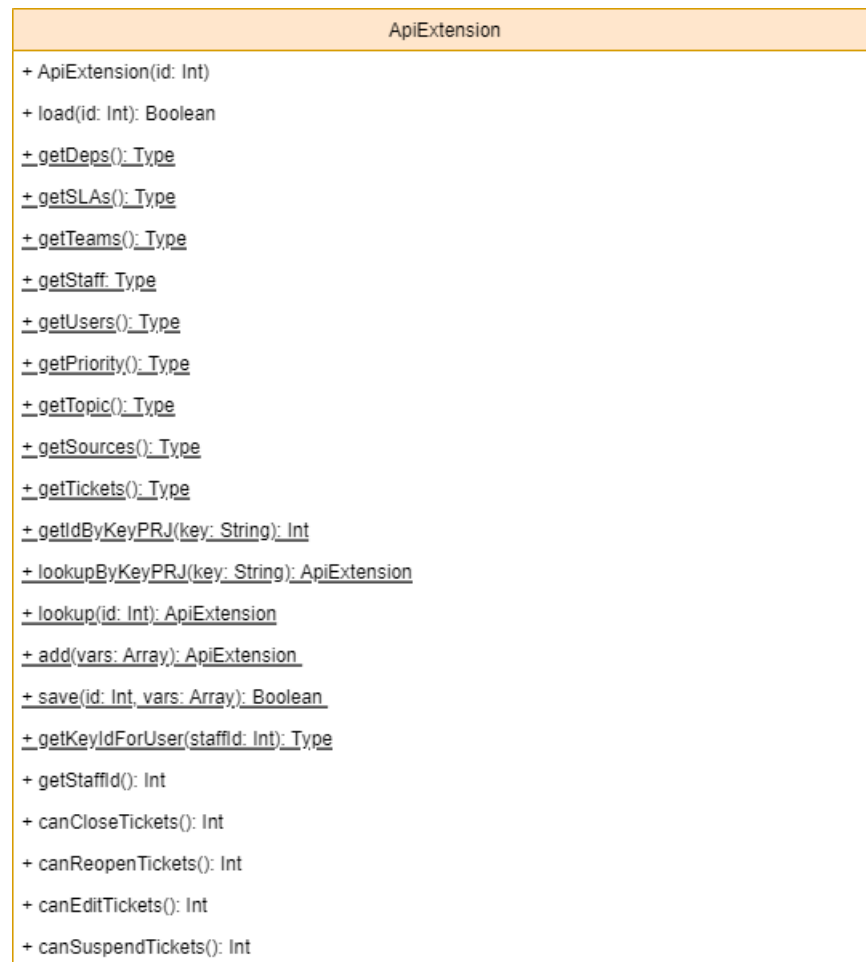 ApiExtension
+ ApiExtension(id: Int)
+ load(id: Int): Boolean
+ getDeps(): Type
+ getSLAs(): Type
+ getTeams(): Type
+ getStaff: Type
+ getUsers(): Type
+ getPriority(): Type
+ getTopic(): Type
+ getSources(): Type
+ getTickets(): Type
+ getIdByKeyPRJ(key: String): Int
+ lookupByKeyPRJ(key: String): ApiExtension
+ lookup(id: Int): ApiExtension
+ add(vars: Array): ApiExtension
+ save(id: Int, vars: Array): Boolean
+ getKeyIdForUser(staffId: Int): Type
+ getStaffId(): Int
+ canCloseTickets(): Int
+ canReopenTickets(): Int
+ canEditTickets(): Int
+ canSuspendTickets(): Int